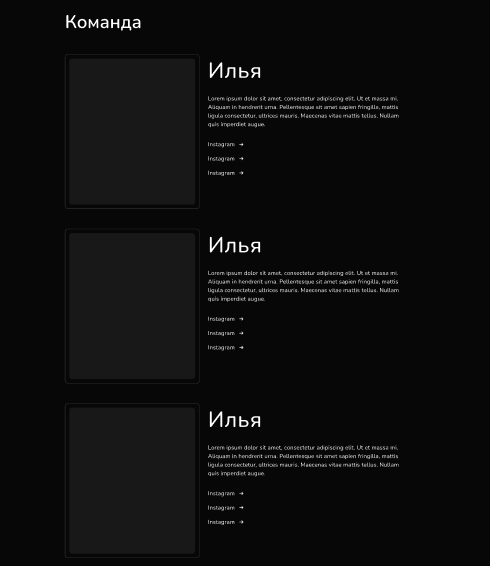 Команда
Илья
Lorem ipsum dolor sit amet, consectetur adipiscing elit. Ut et massa mi.
Aliquam in hendrerit urna. Pellentesque sit amet sapien fringilla, mattis
ligula consectetur, ultrices mauris. Maecenas vitae mattis tellus. Nullam
quis imperdiet augue.
Instagram →
Instagram →
Instagram →
Илья
Lorem ipsum dolor sit amet, consectetur adipiscing elit. Ut et massa mi.
Aliquam in hendrerit urna. Pellentesque sit amet sapien fringilla, mattis
ligula consectetur, ultrices mauris. Maecenas vitae mattis tellus. Nullam
quis imperdiet augue.
Instagram →
Instagram →
Instagram →
Илья
Lorem ipsum dolor sit amet, consectetur adipiscing elit. Ut et massa mi.
Aliquam in hendrerit urna. Pellentesque sit amet sapien fringilla, mattis
ligula consectetur, ultrices mauris. Maecenas vitae mattis tellus. Nullam
quis imperdiet augue.
Instagram →
Instagram →
Instagram →